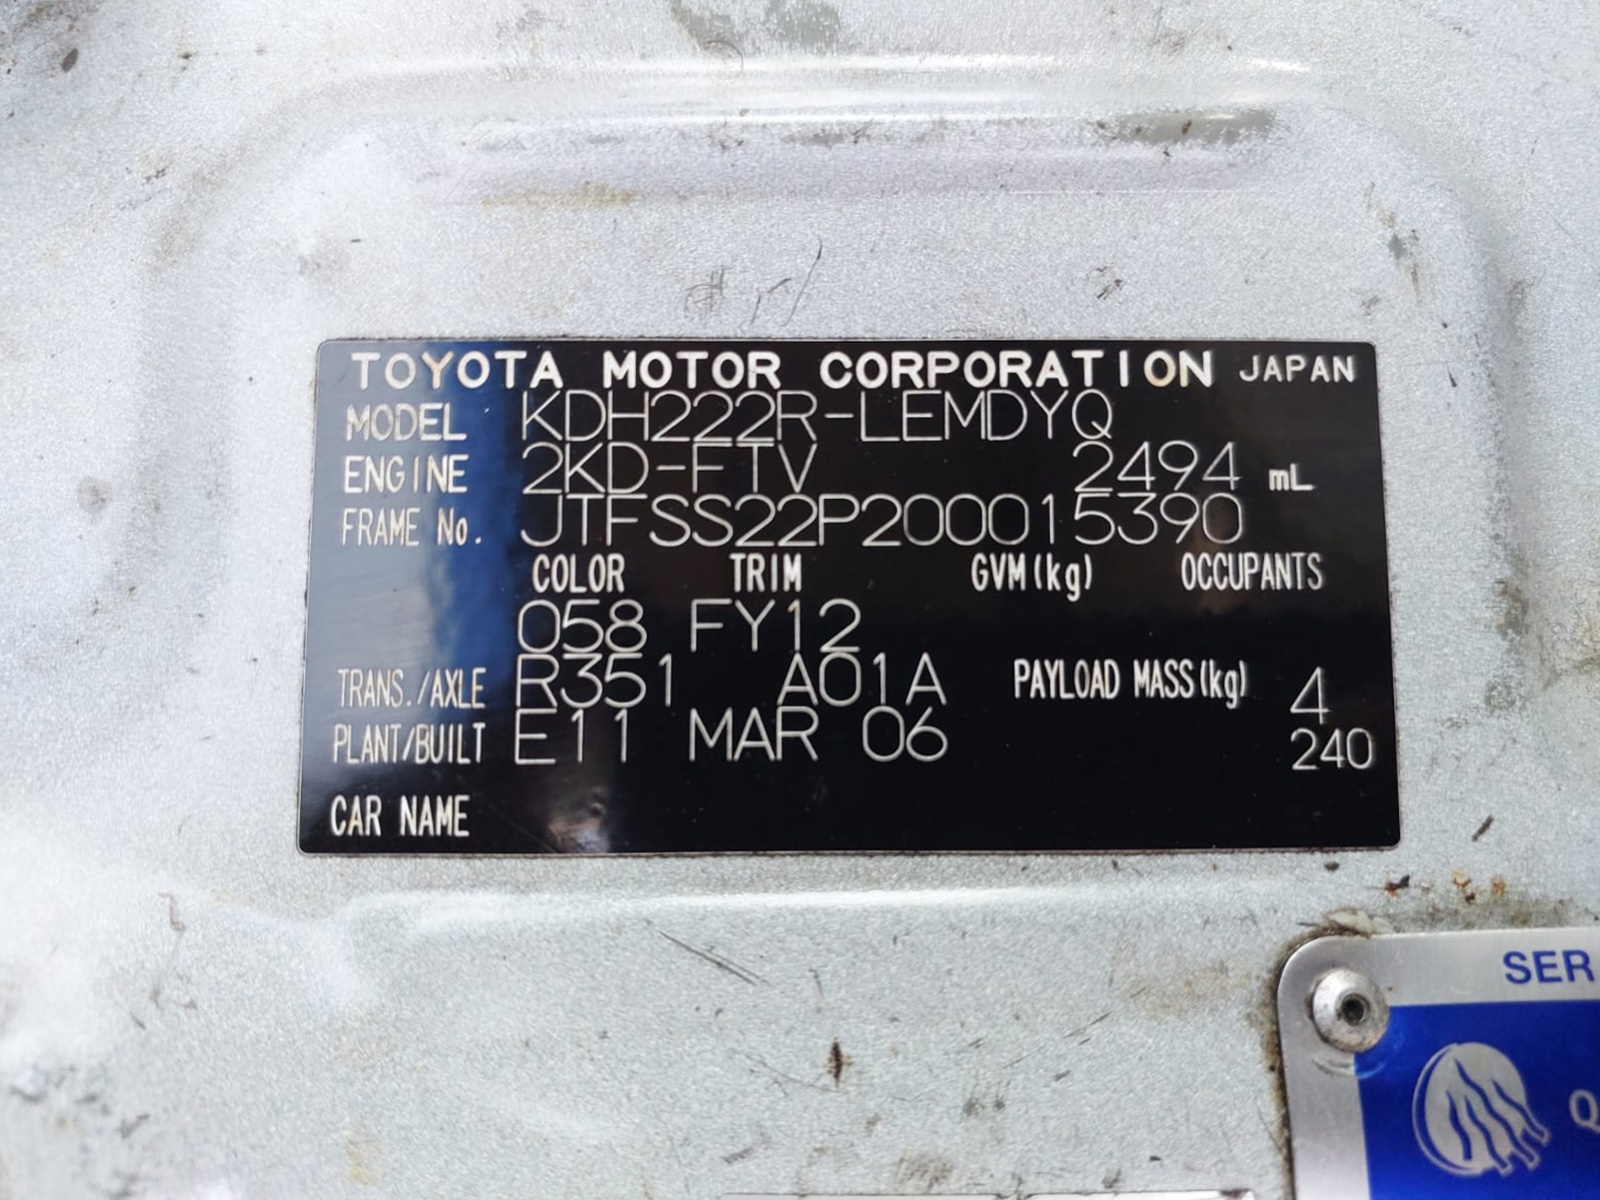 TOYOTA MOTOR CORPORATION JAPAN
MODEL KDH222R-LEMDYQ
ENGINE 2KD-FTV 2494 mL
FRAME No. JTFSS22P200015390
COLOR TRIM GVM(kg) OCCUPANTS
058 FY12
TRANS./AXLE R351 A01A PAYLOAD MASS(kg) 4
PLANT/BUILT E11 MAR 06 240
CAR NAME
SER
Q